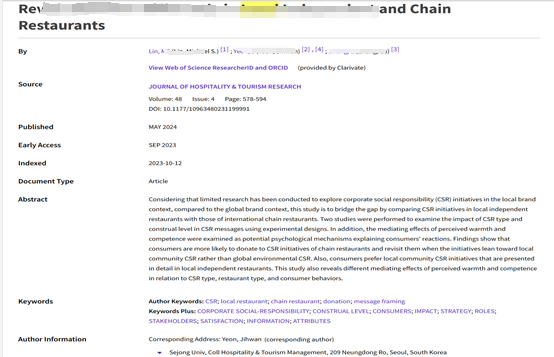 Rev and Chain
Restaurants
By
Lin, [1] ; [2] , [4] ; [3]
View Web of Science ResearcherID and ORCID (provided by Clarivate)
Source
JOURNAL OF HOSPITALITY & TOURISM RESEARCH
Volume: 48 Issue: 4 Page: 578-594
DOI: 10.1177/10963480231199991
Published
MAY 2024
Early Access
SEP 2023
Indexed
2023-10-12
Document Type
Article
Abstract
Considering that limited research has been conducted to explore corporate social responsibility (CSR) initiatives in the local brand
context, compared to the global brand context, this study is to bridge the gap by comparing CSR initiatives in local independent
restaurants with those of international chain restaurants. Two studies were performed to examine the impact of CSR type and
construal level in CSR messages using experimental designs. In addition, the mediating effects of perceived warmth and
competence were examined as potential psychological mechanisms explaining consumers' reactions. Findings show that
consumers are more likely to donate to CSR initiatives of chain restaurants and revisit them when the initiatives lean toward local
community CSR rather than global environmental CSR. Also, consumers prefer local community CSR initiatives that are presented
in detail in local independent restaurants. This study also reveals different mediating effects of perceived warmth and competence
in relation to CSR type, restaurant type, and consumer behaviors.
Keywords
Author Keywords: CSR; local restaurant; chain restaurant; donation; message framing
Keywords Plus: CORPORATE SOCIAL-RESPONSIBILITY; CONSTRUAL LEVEL; CONSUMERS; IMPACT; STRATEGY; ROLES;
STAKEHOLDERS; SATISFACTION; INFORMATION; ATTRIBUTES
Author Information
Corresponding Address: Yeon, Jihwan (corresponding author)
Sejong Univ, Coll Hospitality & Tourism Management, 209 Neungdong Ro, Seoul, South Korea